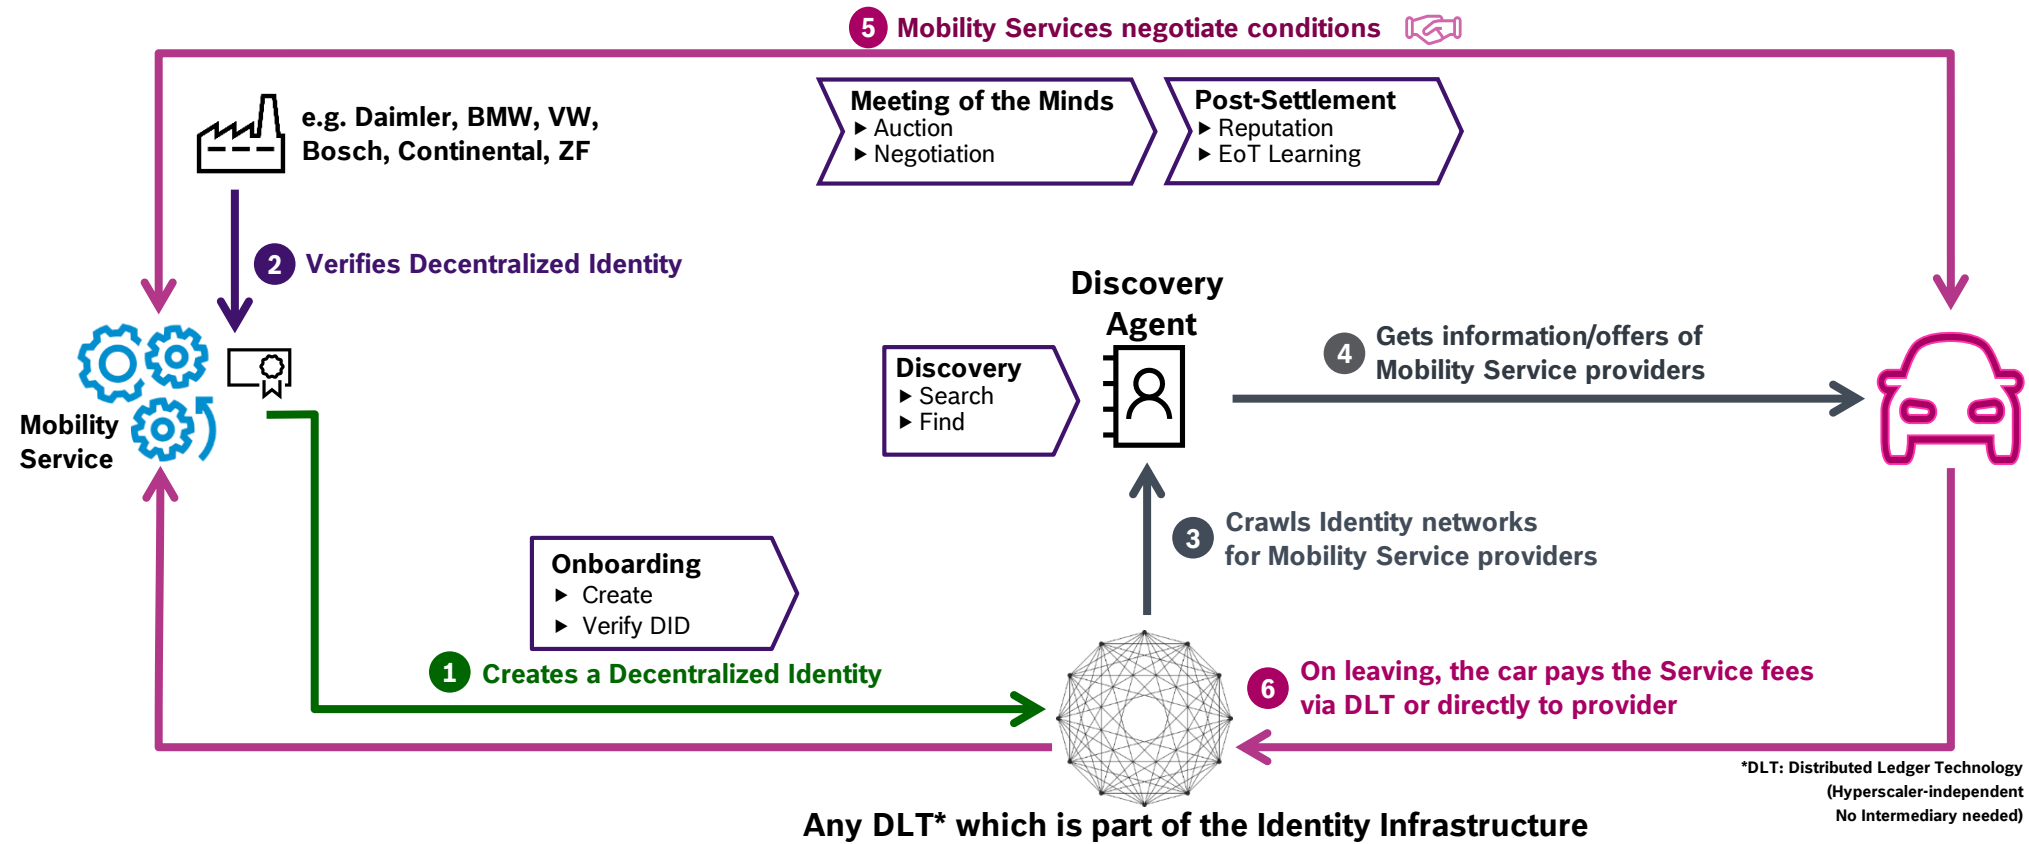 5 Mobility Services negotiate conditions
e.g. Daimler, BMW, VW,
Bosch, Continental, ZF
Meeting of the Minds
Auction
Negotiation
Post-Settlement
Reputation
EoT Learning
2 Verifies Decentralized Identity
Mobility
Service
Discovery
Agent
Discovery
Search
Find
4 Gets information/offers of
Mobility Service providers
3 Crawls Identity networks
for Mobility Service providers
Onboarding
Create
Verify DID
1 Creates a Decentralized Identity
6 On leaving, the car pays the Service fees
via DLT or directly to provider
*DLT: Distributed Ledger Technology
(Hyperscaler-independent
No Intermediary needed)
Any DLT* which is part of the Identity Infrastructure